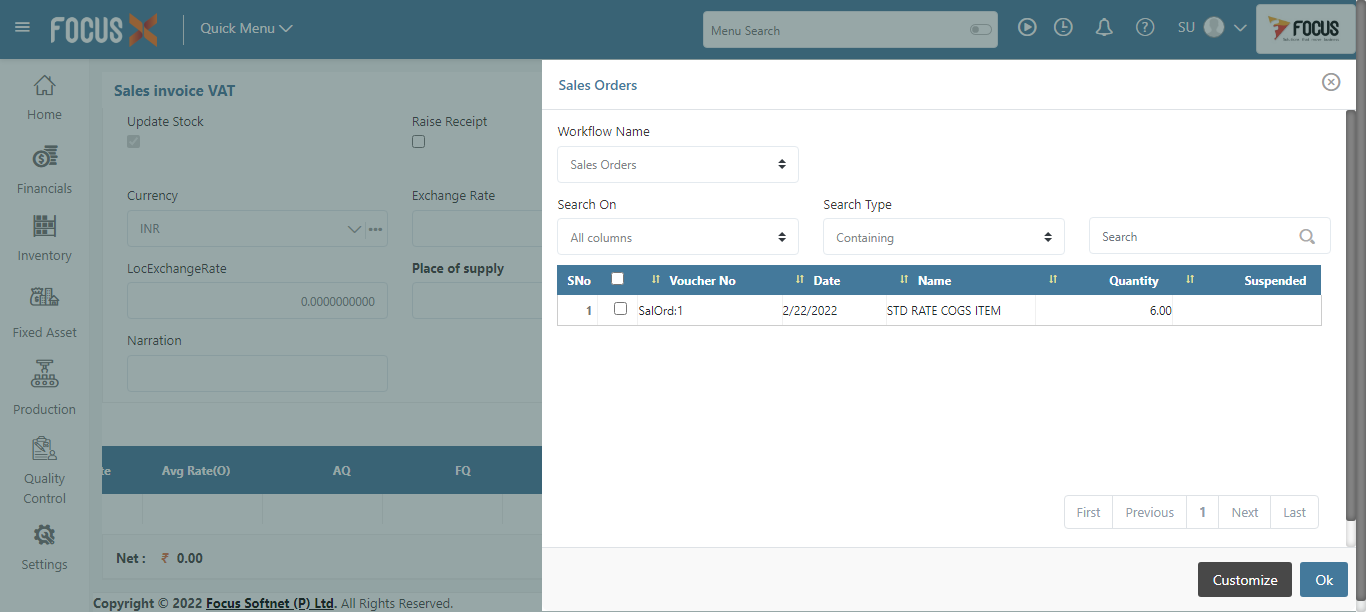 FOCUS X
Quick Menu
Menu Search
SU
FOCUS
Home
Financials
Inventory
Fixed Asset
Production
Quality
Control
Settings
Sales invoice VAT
Update Stock
Raise Receipt
Currency
Exchange Rate
INR
LocExchangeRate
Place of supply
0.0000000000
Narration
te Avg Rate(O) AQ FQ
Net : ₹ 0.00
Copyright © 2022 Focus Softnet (P) Ltd. All Rights Reserved.
Sales Orders
Workflow Name
Sales Orders
Search On Search Type
All columns Containing Search
SNo Voucher No Date Name Quantity Suspended
1 SalOrd:1 2/22/2022 STD RATE COGS ITEM 6.00
First Previous 1 Next Last
Customize Ok